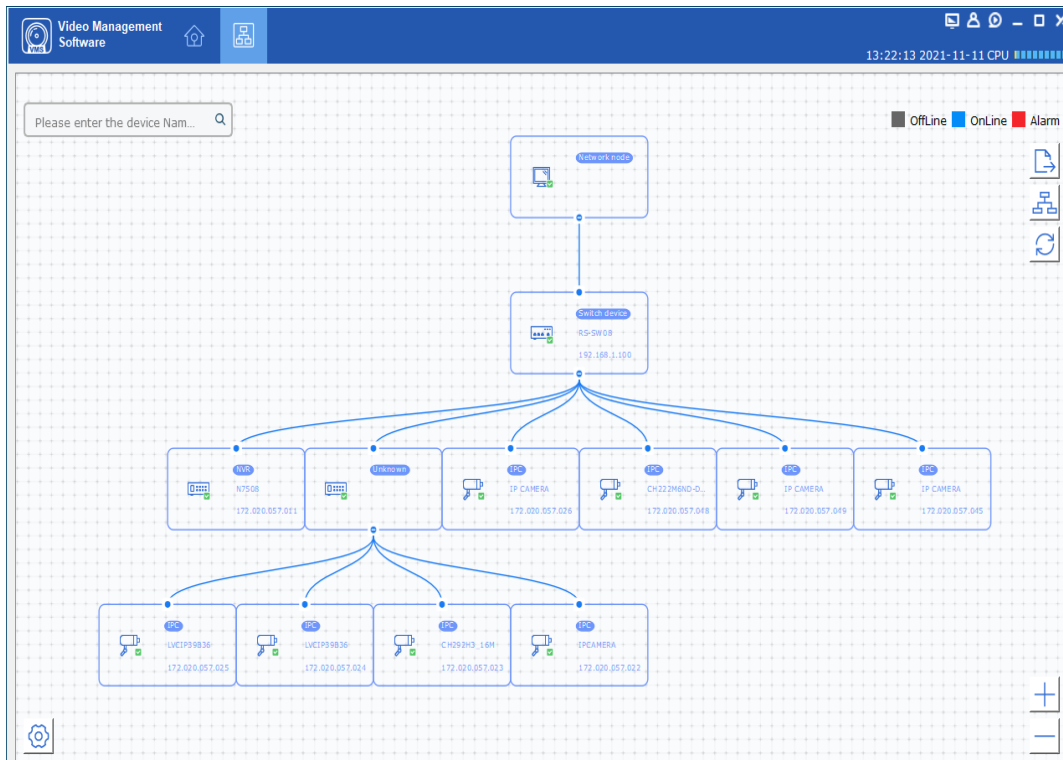 Video Management
Software
VMS
13:22:13 2021-11-11 CPU
Please enter the device Nam...
OffLine OnLine Alarm
Network node
Switch device
RS-SW08
192.168.1.100
NVR
N7508
172.020.057.011
Unknown
IPC
IP CAMERA
172.020.057.026
IPC
CH222M6ND-D...
172.020.057.048
IPC
IP CAMERA
172.020.057.049
IPC
IP CAMERA
172.020.057.045
IPC
LVCIP39B36
172.020.057.025
IPC
LVCIP39B36
172.020.057.024
IPC
CH292H3_16M
172.020.057.023
IPC
IPCAMERA
172.020.057.022